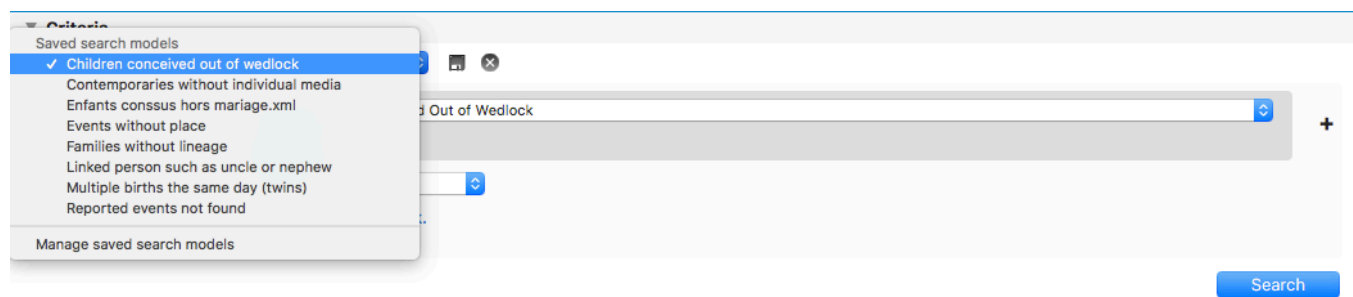 Criteria
Saved search models
✓ Children conceived out of wedlock
Contemporaries without individual media
Enfants conssus hors mariage.xml
d Out of Wedlock
Events without place
+
Families without lineage
Linked person such as uncle or nephew
Multiple births the same day (twins)
Reported events not found
Manage saved search models
Search